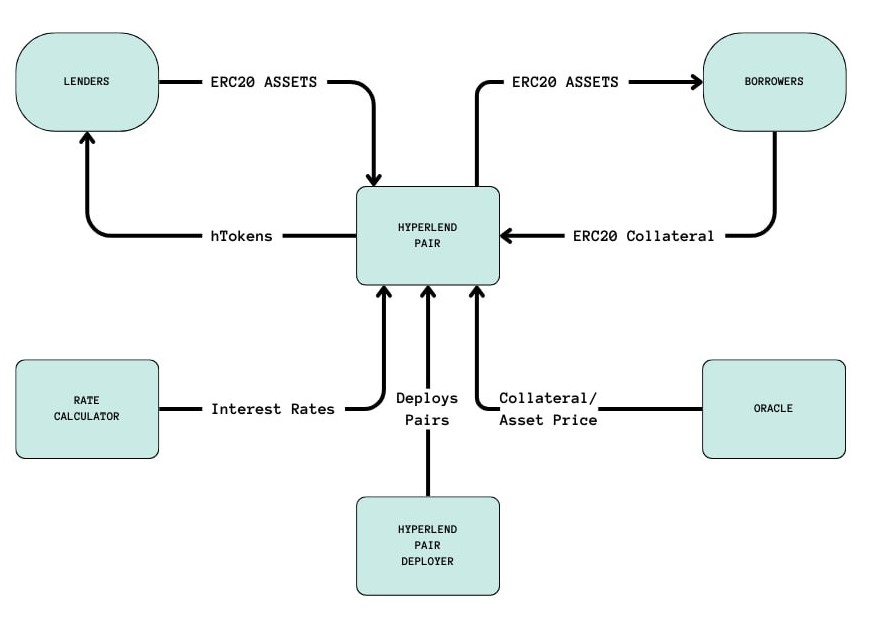 LENDERS
ERC20 ASSETS
ERC20 ASSETS
BORROWERS
HYPERLEND
PAIR
hTokens
ERC20 Collateral
RATE
CALCULATOR
Interest Rates
Deploys
Pairs
Collateral/
Asset Price
ORACLE
HYPERLEND
PAIR
DEPLOYER